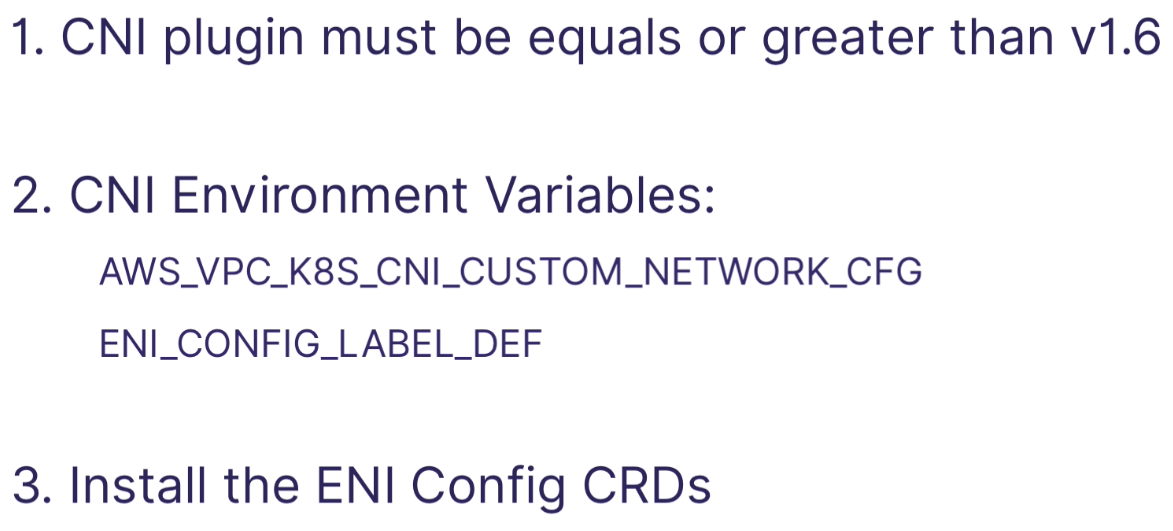 1. CNI plugin must be equals or greater than v1.6
2. CNI Environment Variables:
AWS_VPC_K8S_CNI_CUSTOM_NETWORK_CFG
ENI_CONFIG_LABEL_DEF
3. Install the ENI Config CRDs